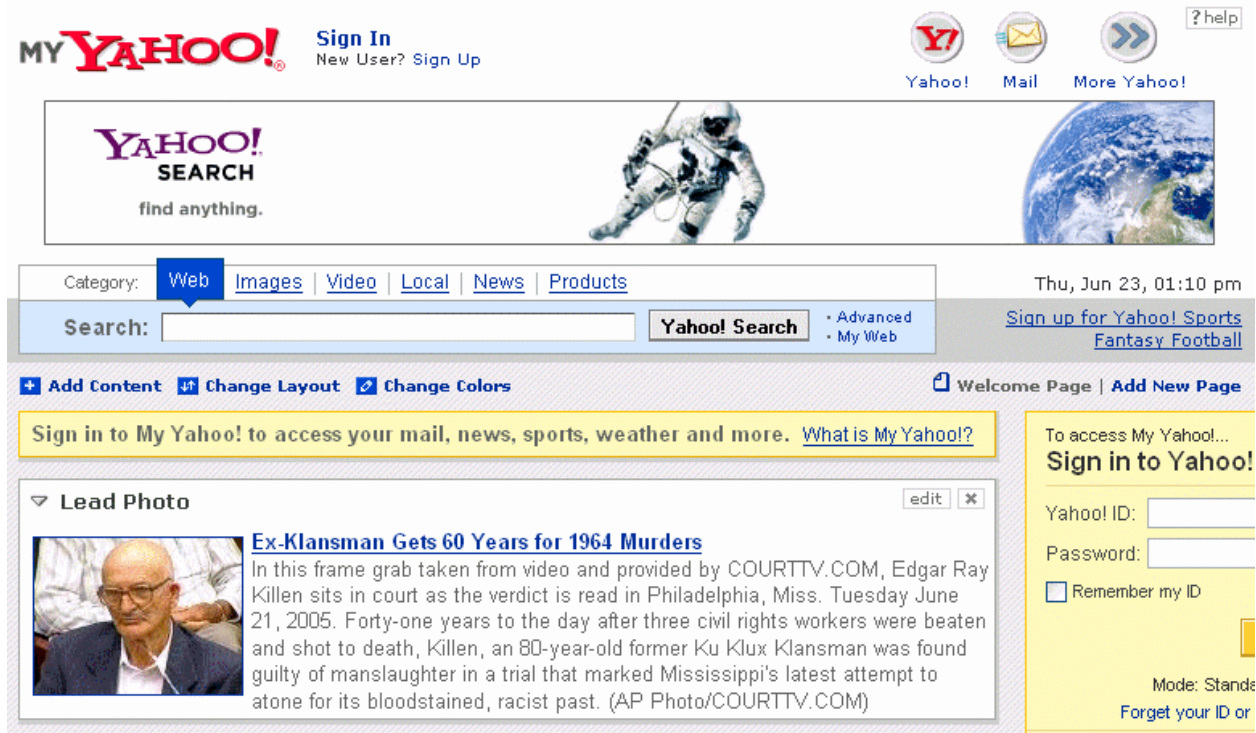 MY YAHOO!®
Sign In
New User? Sign Up
Y!
Yahoo!
Mail
More Yahoo!
? help
YAHOO!
SEARCH
find anything.
Category: Web Images | Video | Local | News | Products
Thu, Jun 23, 01:10 pm
Search: Yahoo! Search
· Advanced
· My Web
Sign up for Yahoo! Sports
Fantasy Football
Add Content Change Layout Change Colors
Welcome Page | Add New Page
Sign in to My Yahoo! to access your mail, news, sports, weather and more. What is My Yahoo!?
Lead Photo
edit
Ex-Klansman Gets 60 Years for 1964 Murders
In this frame grab taken from video and provided by COURTTV.COM, Edgar Ray
Killen sits in court as the verdict is read in Philadelphia, Miss. Tuesday June
21, 2005. Forty-one years to the day after three civil rights workers were beaten
and shot to death, Killen, an 80-year-old former Ku Klux Klansman was found
guilty of manslaughter in a trial that marked Mississippi's latest attempt to
atone for its bloodstained, racist past. (AP Photo/COURTTV.COM)
To access My Yahoo!...
Sign in to Yahoo!
Yahoo! ID:
Password:
Remember my ID
Mode: Standa
Forget your ID or